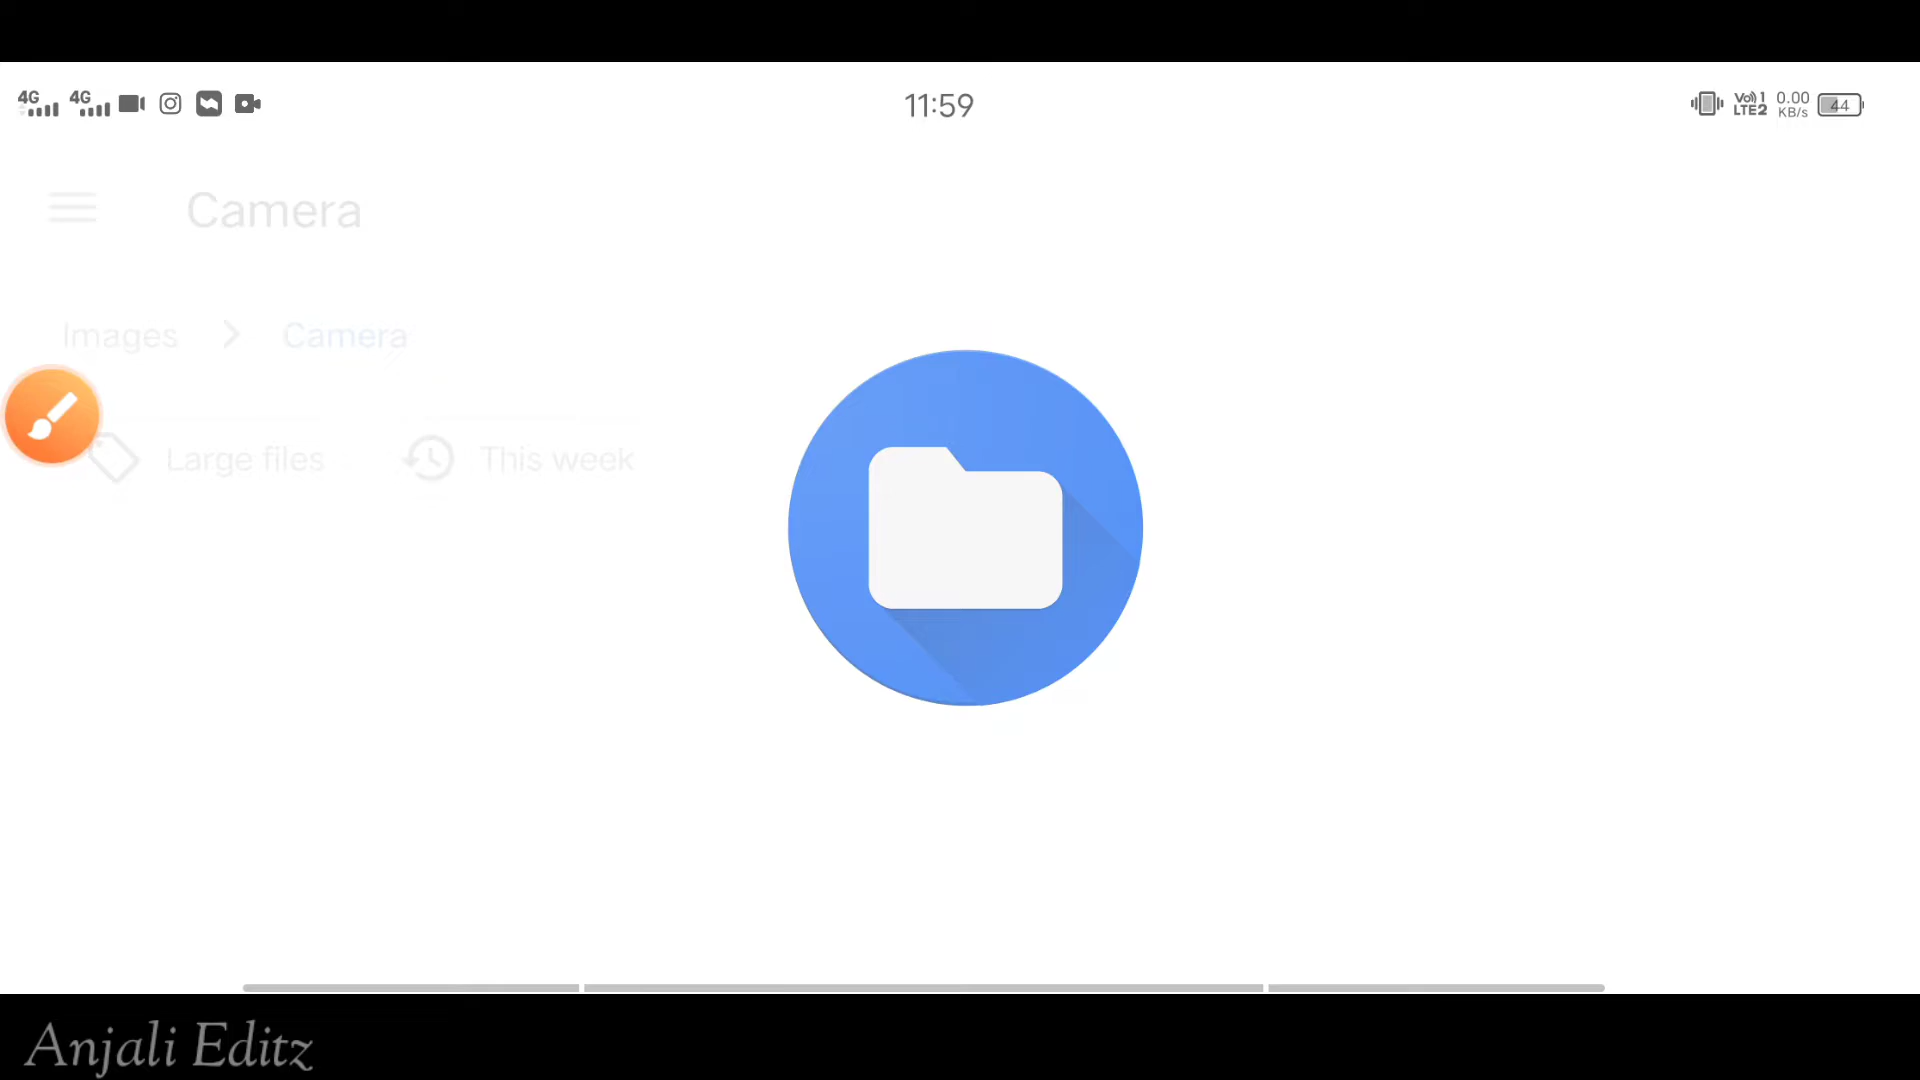 4G 4G 11:59 Vo)) 1 LTE2 0.00 KB/s 44
Camera
Images > Camera
Large files This week
Anjali Editz